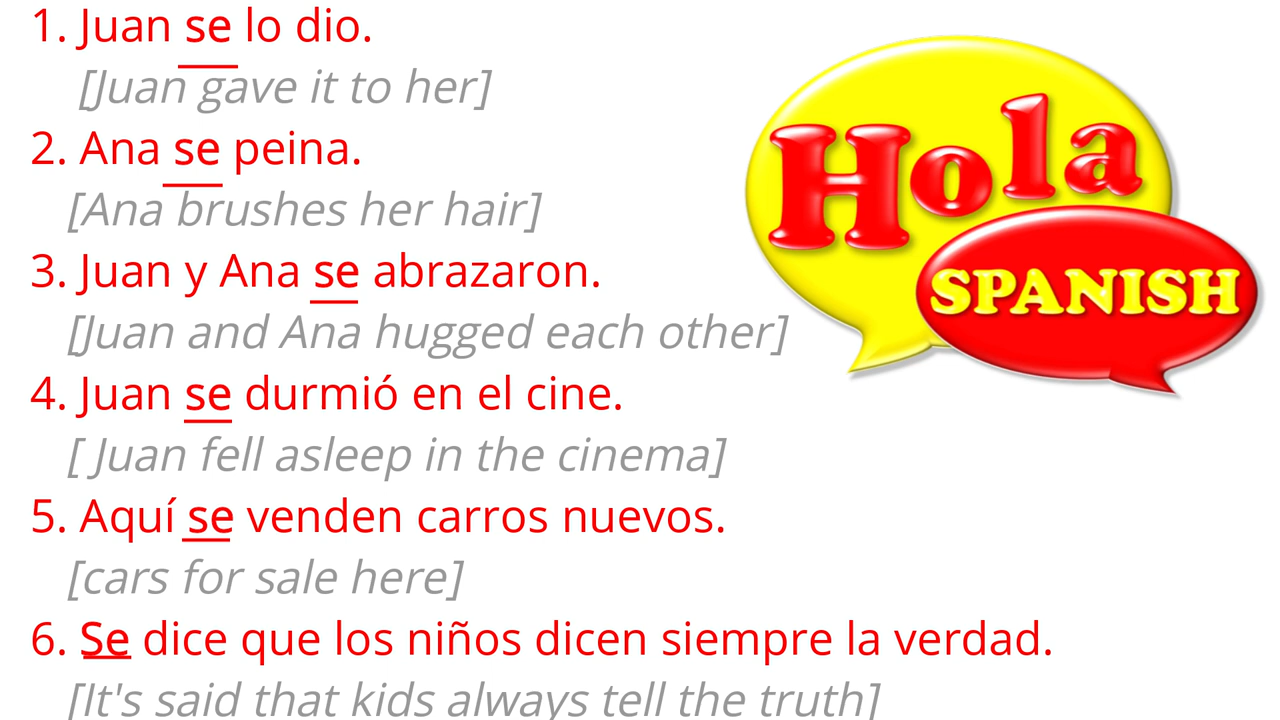 1. Juan se lo dio.
[Juan gave it to her]
2. Ana se peina.
[Ana brushes her hair]
3. Juan y Ana se abrazaron.
[Juan and Ana hugged each other]
4. Juan se durmió en el cine.
[ Juan fell asleep in the cinema]
5. Aquí se venden carros nuevos.
[cars for sale here]
6. Se dice que los niños dicen siempre la verdad.
[It's said that kids always tell the truth]
Hola
SPANISH